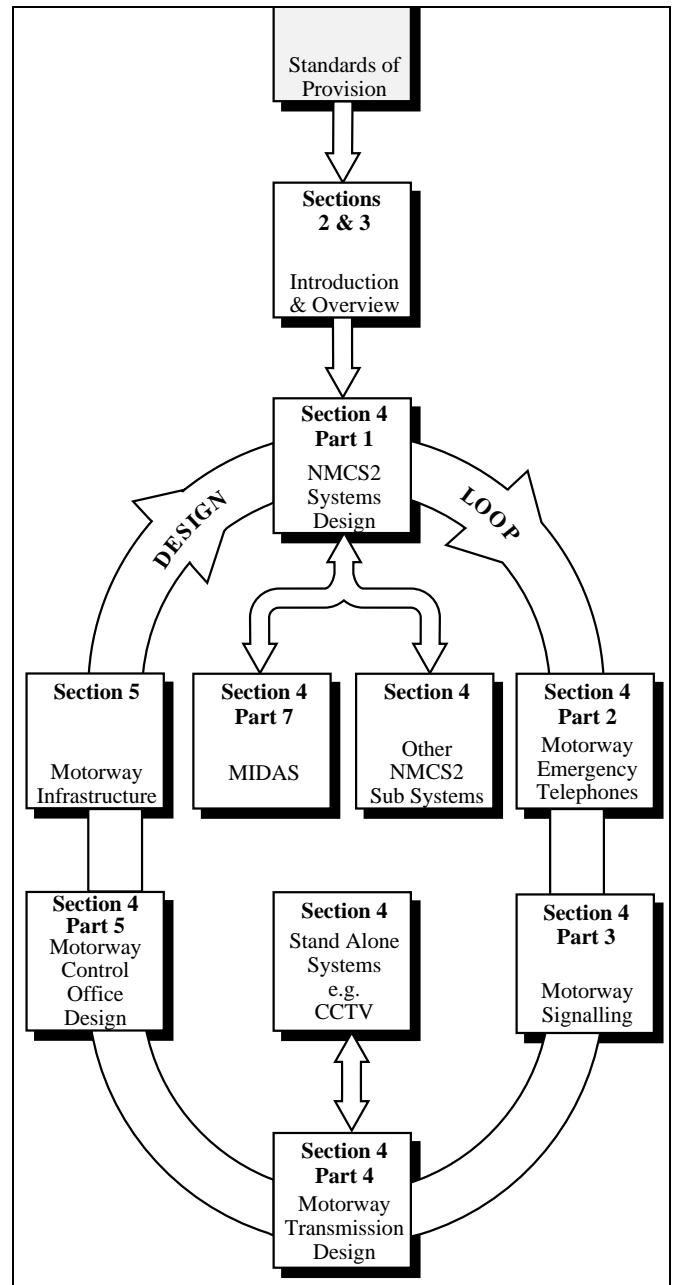 Standards of
Provision
Sections
2 & 3
Introduction
& Overview
Section 4
Part 1
NMCS2
Systems
Design
DESIGN
LOOP
Section 5
Motorway
Infrastructure
Section 4
Part 7
MIDAS
Section 4
Other
NMCS2
Sub Systems
Section 4
Part 2
Motorway
Emergency
Telephones
Section 4
Part 5
Motorway
Control
Office
Design
Section 4
Stand Alone
Systems
e.g.
CCTV
Section 4
Part 3
Motorway
Signalling
Section 4
Part 4
Motorway
Transmission
Design